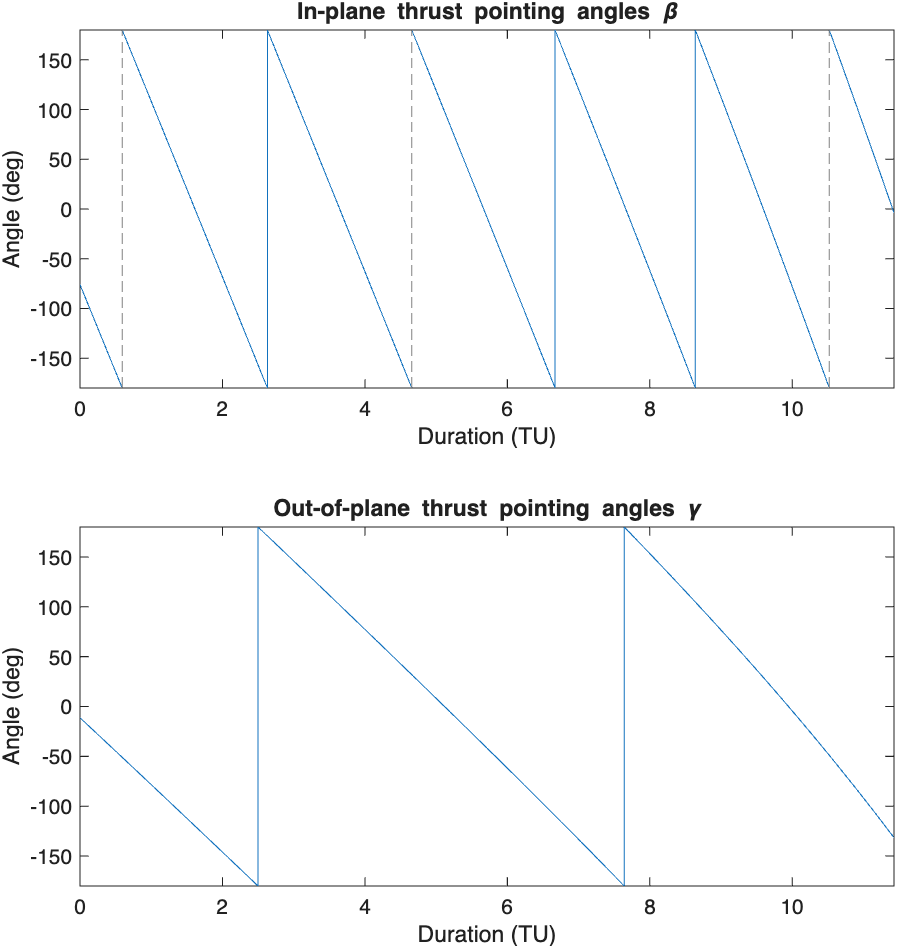 In-plane thrust pointing angles β
150
100
50
0
-50
-100
-150
Angle (deg)
0 2 4 6 8 10
Duration (TU)
Out-of-plane thrust pointing angles γ
150
100
50
0
-50
-100
-150
Angle (deg)
0 2 4 6 8 10
Duration (TU)